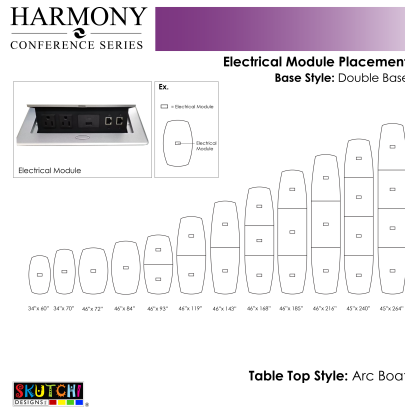 HARMONY
CONFERENCE SERIES
Electrical Module Placemen
Base Style: Double Base
Ex.
= Electrical Module
Electrical
Module
Electrical Module
34"x 60" 34"x 70" 46"x 72" 46"x 84" 46"x 93" 46"x 119" 46"x 143" 46"x 168" 46"x 185" 46"x 216" 45"x 240" 45"x 264"
Table Top Style: Arc Boa
SKUTCHI
DESIGNS